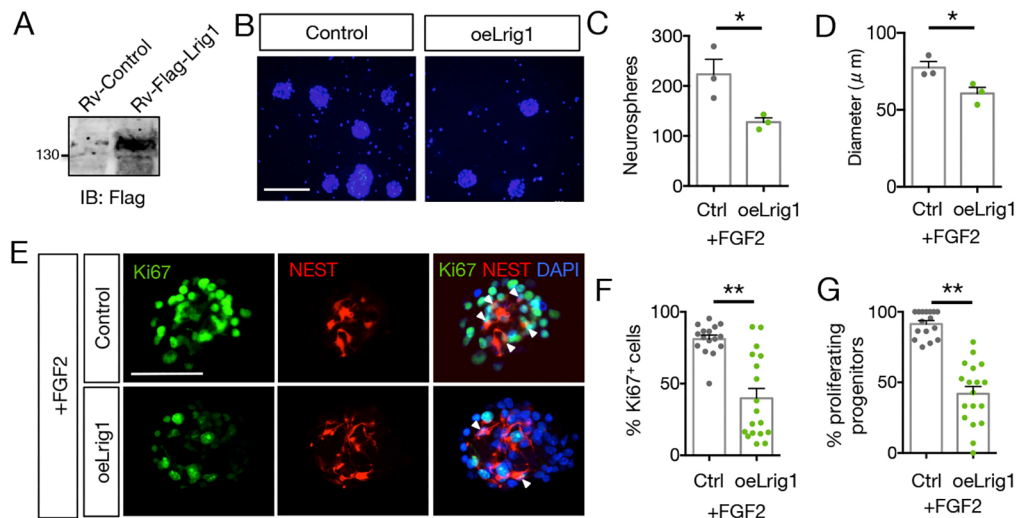 A
Rv-Control
Rv-Flag-Lrig1
130
IB: Flag
B
Control
oeLrig1
C
*
Neurospheres
300
200
100
0
Ctrl oeLrig1
+FGF2
D
*
Diameter (μm)
100
50
0
Ctrl oeLrig1
+FGF2
E
+FGF2
Control
oeLrig1
Ki67
NEST
Ki67 NEST DAPI
F
**
% Ki67+ cells
100
50
0
Ctrl oeLrig1
+FGF2
G
**
% proliferating
progenitors
100
50
0
Ctrl oeLrig1
+FGF2